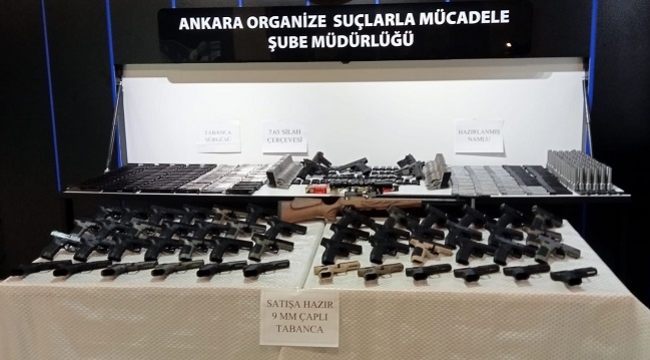 ANKARA ORGANİZE SUÇLARLA MÜCADELE
ŞUBE MÜDÜRLÜĞÜ
TABANCA
SÜRGÜSÜ
7.65 SİLAH
ÇERÇEVESİ
HAZIRLANMIŞ
NAMLU
SATIŞA HAZIR
9 MM ÇAPLI
TABANCA